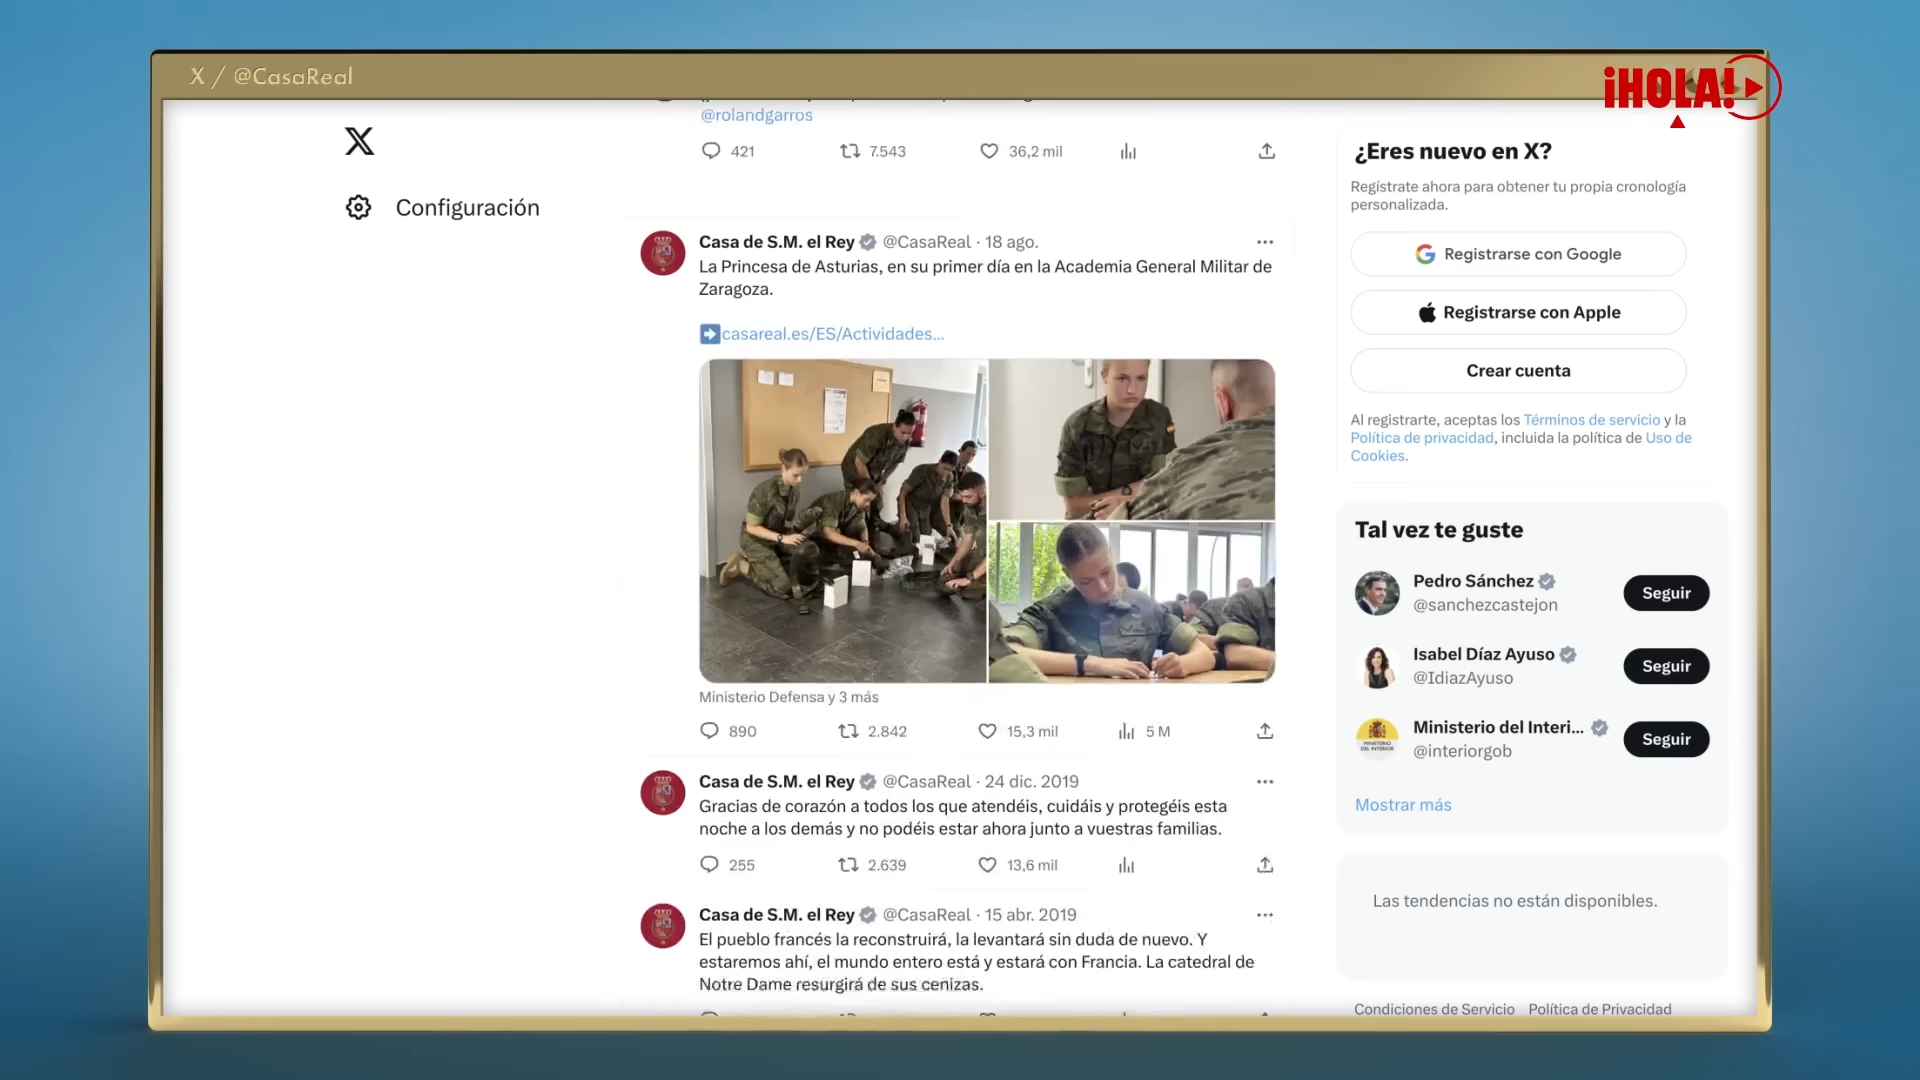 X / @CasaReal
¡HOLA!
@rolandgarros
421
7.543
36,2 mil
Configuración
Casa de S.M. el Rey @CasaReal · 18 ago.
La Princesa de Asturias, en su primer día en la Academia General Militar de
Zaragoza.
casareal.es/ES/Actividades...
Ministerio Defensa y 3 más
890
2.842
15,3 mil
5 M
Casa de S.M. el Rey @CasaReal · 24 dic. 2019
Gracias de corazón a todos los que atendéis, cuidáis y protegéis esta
noche a los demás y no podéis estar ahora junto a vuestras familias.
255
2.639
13,6 mil
Casa de S.M. el Rey @CasaReal · 15 abr. 2019
El pueblo francés la reconstruirá, la levantará sin duda de nuevo. Y
estaremos ahí, el mundo entero está y estará con Francia. La catedral de
Notre Dame resurgirá de sus cenizas.
¿Eres nuevo en X?
Regístrate ahora para obtener tu propia cronología
personalizada.
Registrarse con Google
Registrarse con Apple
Crear cuenta
Al registrarte, aceptas los Términos de servicio y la
Política de privacidad, incluida la política de Uso de
Cookies.
Tal vez te guste
Pedro Sánchez
@sanchezcastejon
Seguir
Isabel Díaz Ayuso
@IdiazAyuso
Seguir
Ministerio del Interi...
@interiorgob
Seguir
Mostrar más
Las tendencias no están disponibles.
Condiciones de Servicio Política de Privacidad